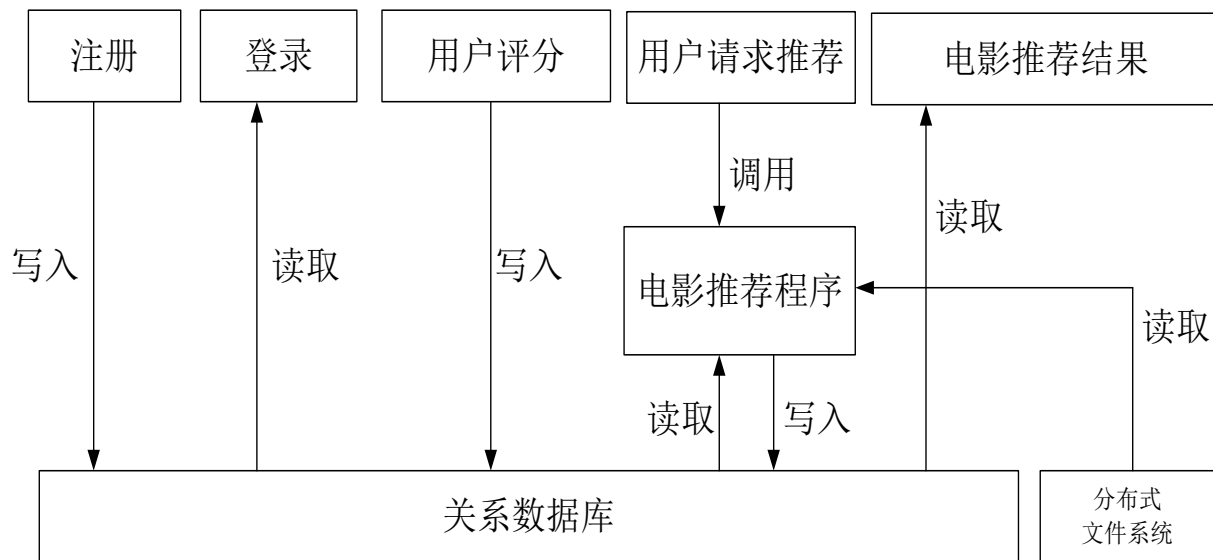 注册
登录
用户评分
用户请求推荐
电影推荐结果
调用
读取
写入
读取
写入
电影推荐程序
读取
读取
写入
关系数据库
分布式
文件系统